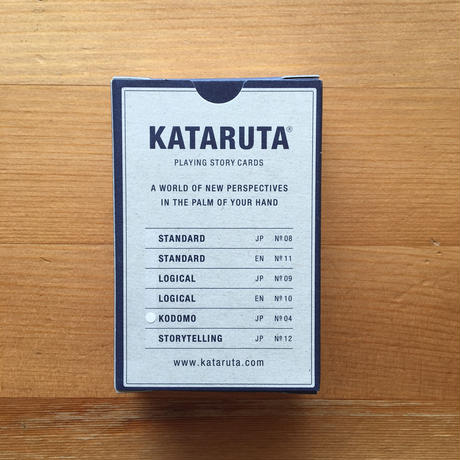 KATARUTA®
PLAYING STORY CARDS
A WORLD OF NEW PERSPECTIVES
IN THE PALM OF YOUR HAND
STANDARD JP Nº08
STANDARD EN Nº11
LOGICAL JP Nº09
LOGICAL EN Nº10
KODOMO JP Nº04
STORYTELLING JP Nº12
www.kataruta.com